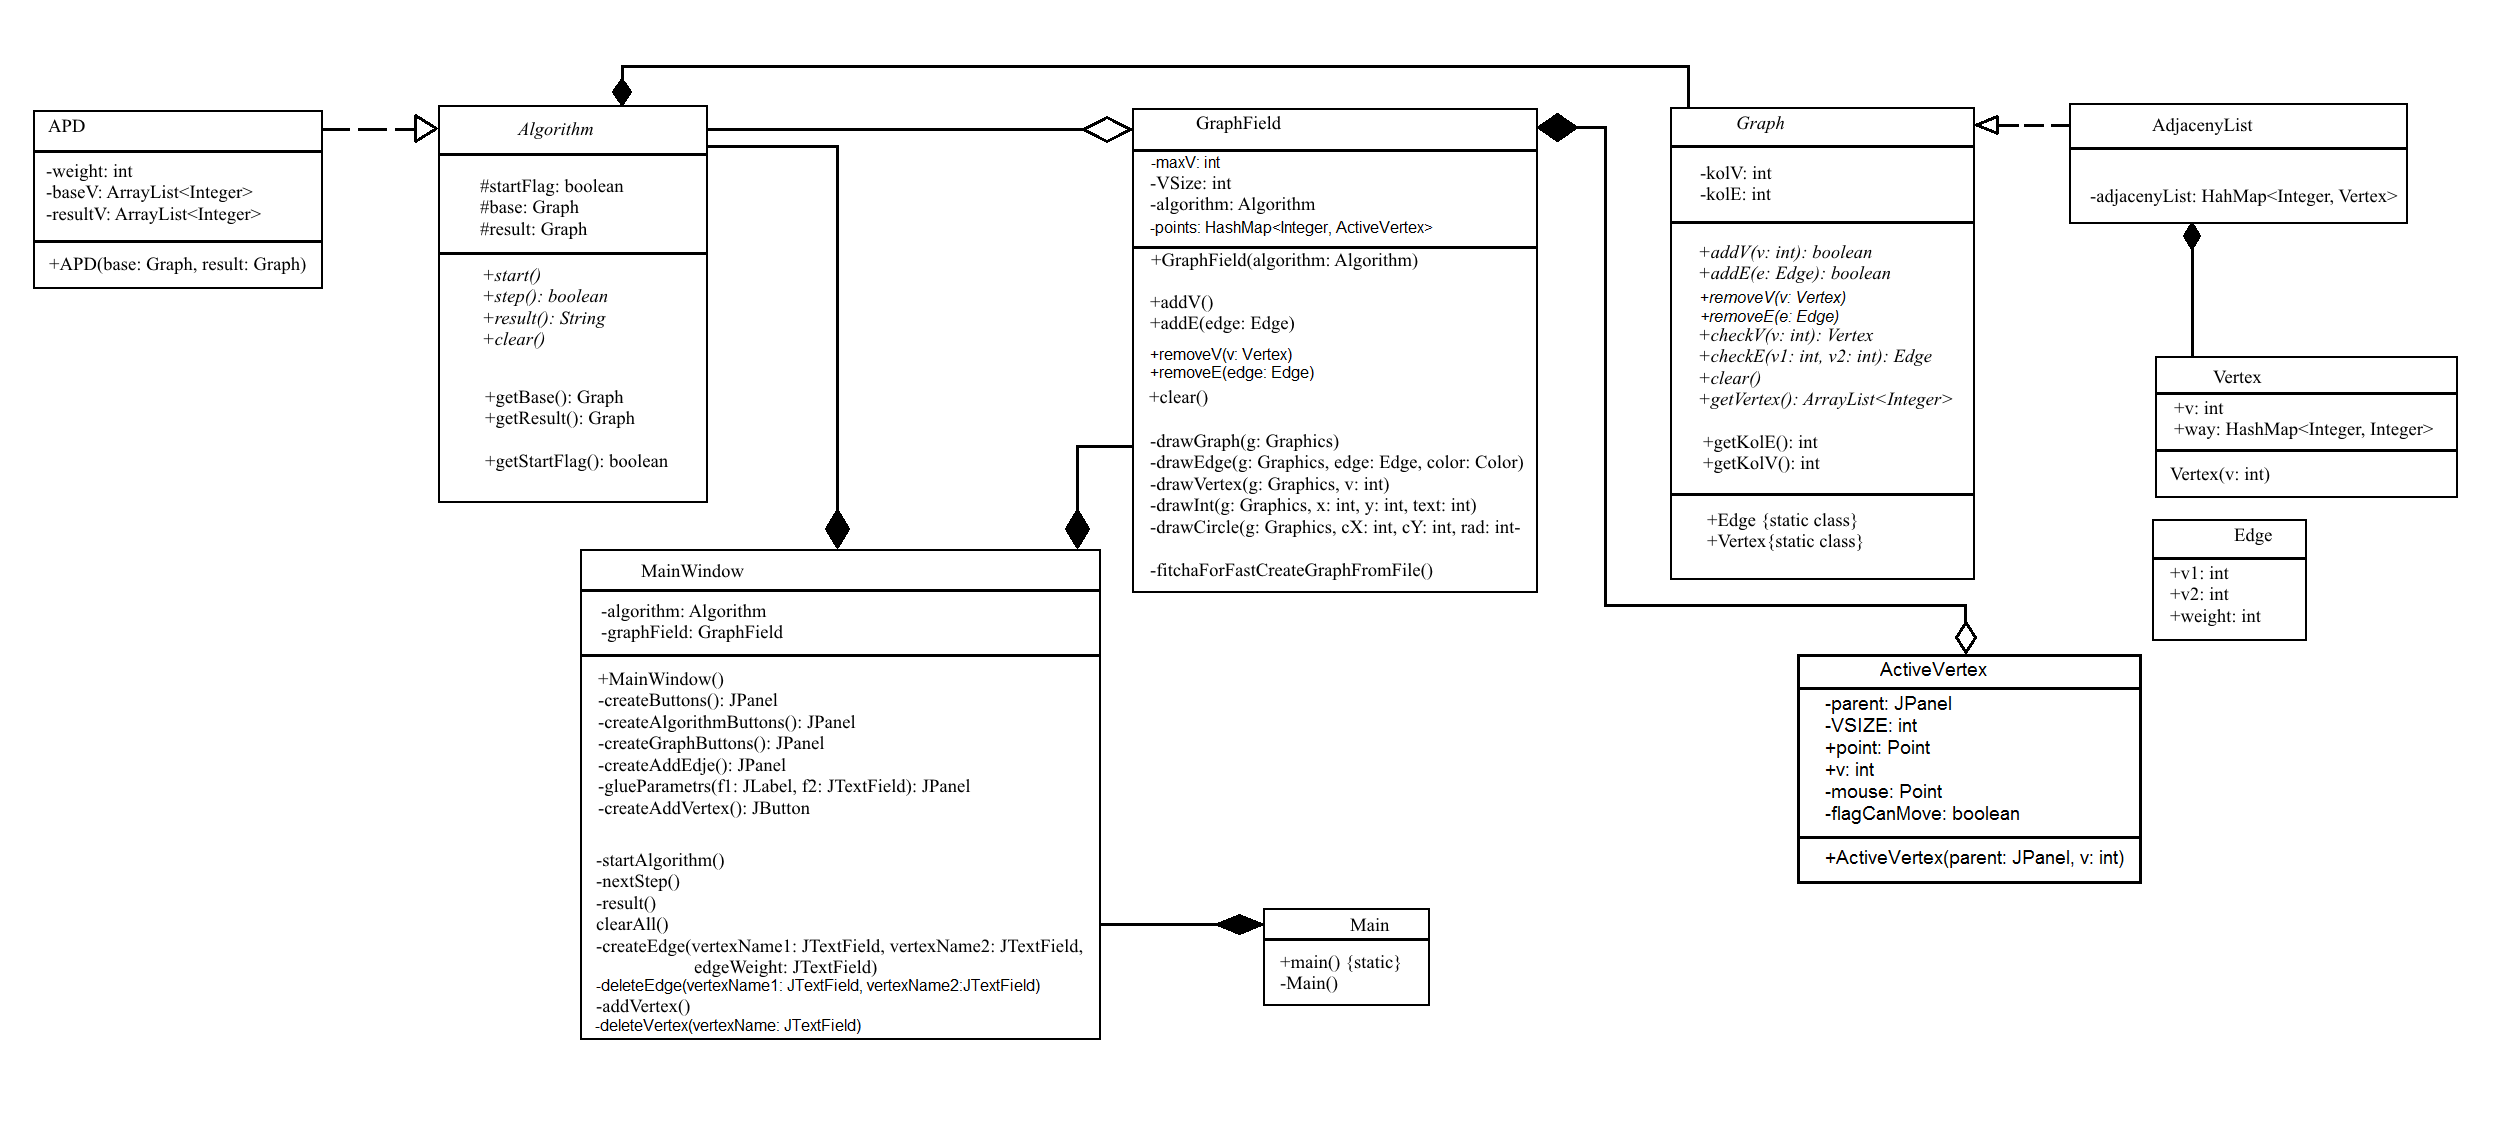 APD
-weight: int
-baseV: ArrayList<Integer>
-resultV: ArrayList<Integer>
+APD(base: Graph, result: Graph)
Algorithm
#startFlag: boolean
#base: Graph
#result: Graph
+start()
+step(): boolean
+result(): String
+clear()
+getBase(): Graph
+getResult(): Graph
+getStartFlag(): boolean
GraphField
-maxV: int
-VSize: int
-algorithm: Algorithm
-points: HashMap<Integer, ActiveVertex>
+GraphField(algorithm: Algorithm)
+addV()
+addE(edge: Edge)
+removeV(v: Vertex)
+removeE(edge: Edge)
+clear()
-drawGraph(g: Graphics)
-drawEdge(g: Graphics, edge: Edge, color: Color)
-drawVertex(g: Graphics, v: int)
-drawInt(g: Graphics, x: int, y: int, text: int)
-drawCircle(g: Graphics, cX: int, cY: int, rad: int-
-fitchaForFastCreateGraphFromFile()
Graph
-kolV: int
-kolE: int
+addV(v: int): boolean
+addE(e: Edge): boolean
+removeV(v: Vertex)
+removeE(e: Edge)
+checkV(v: int): Vertex
+checkE(v1: int, v2: int): Edge
+clear()
+getVertex(): ArrayList<Integer>
+getKolE(): int
+getKolV(): int
+Edge {static class}
+Vertex{static class}
AdjacenyList
-adjacenyList: HahMap<Integer, Vertex>
Vertex
+v: int
+way: HashMap<Integer, Integer>
Vertex(v: int)
Edge
+v1: int
+v2: int
+weight: int
MainWindow
-algorithm: Algorithm
-graphField: GraphField
+MainWindow()
-createButtons(): JPanel
-createAlgorithmButtons(): JPanel
-createGraphButtons(): JPanel
-createAddEdje(): JPanel
-glueParametrs(f1: JLabel, f2: JTextField): JPanel
-createAddVertex(): JButton
-startAlgorithm()
-nextStep()
-result()
clearAll()
-createEdge(vertexName1: JTextField, vertexName2: JTextField,
edgeWeight: JTextField)
-deleteEdge(vertexName1: JTextField, vertexName2:JTextField)
-addVertex()
-deleteVertex(vertexName: JTextField)
ActiveVertex
-parent: JPanel
-VSIZE: int
+point: Point
+v: int
-mouse: Point
-flagCanMove: boolean
+ActiveVertex(parent: JPanel, v: int)
Main
+main() {static}
-Main()